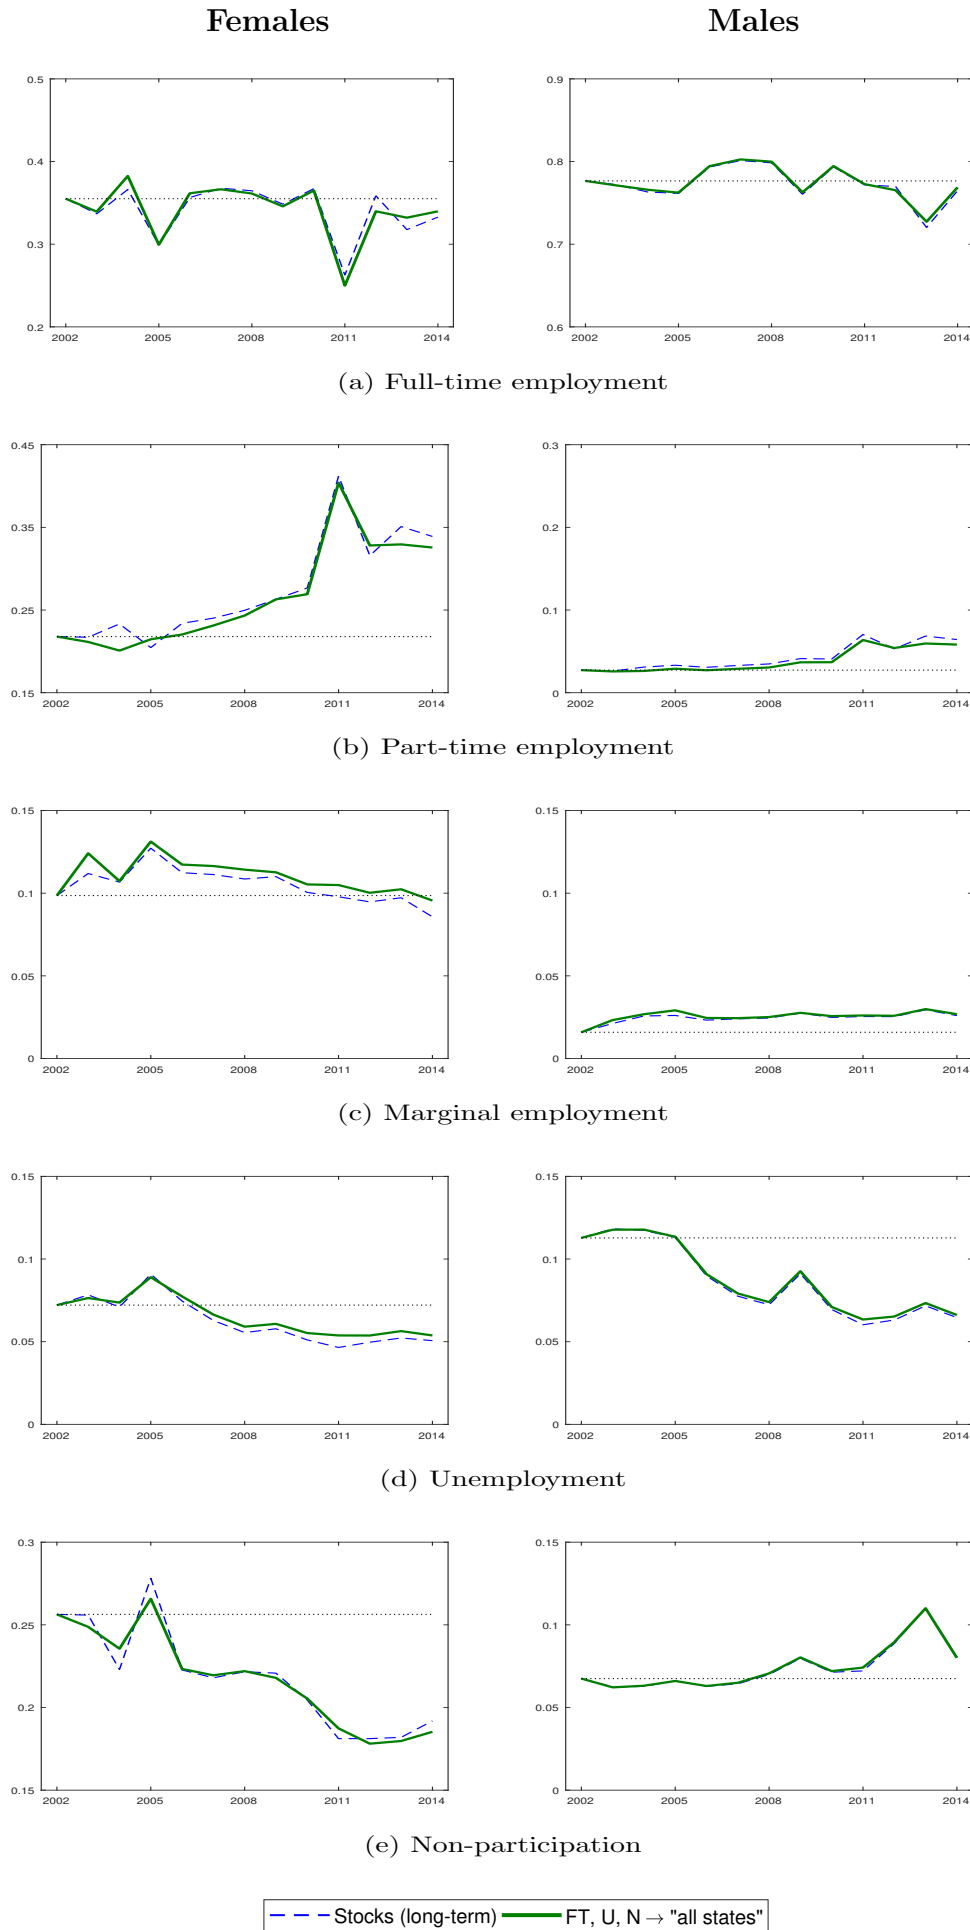 Females Males
0.5
0.4
0.3
0.2
2002 2005 2008 2011 2014
0.9
0.8
0.7
0.6
2002 2005 2008 2011 2014
(a) Full-time employment
0.45
0.35
0.25
0.15
2002 2005 2008 2011 2014
0.3
0.2
0.1
0
2002 2005 2008 2011 2014
(b) Part-time employment
0.15
0.1
0.05
0
2002 2005 2008 2011 2014
0.15
0.1
0.05
0
2002 2005 2008 2011 2014
(c) Marginal employment
0.15
0.1
0.05
0
2002 2005 2008 2011 2014
0.15
0.1
0.05
0
2002 2005 2008 2011 2014
(d) Unemployment
0.3
0.25
0.2
0.15
2002 2005 2008 2011 2014
0.15
0.1
0.05
0
2002 2005 2008 2011 2014
(e) Non-participation
Stocks (long-term) FT, U, N → "all states"